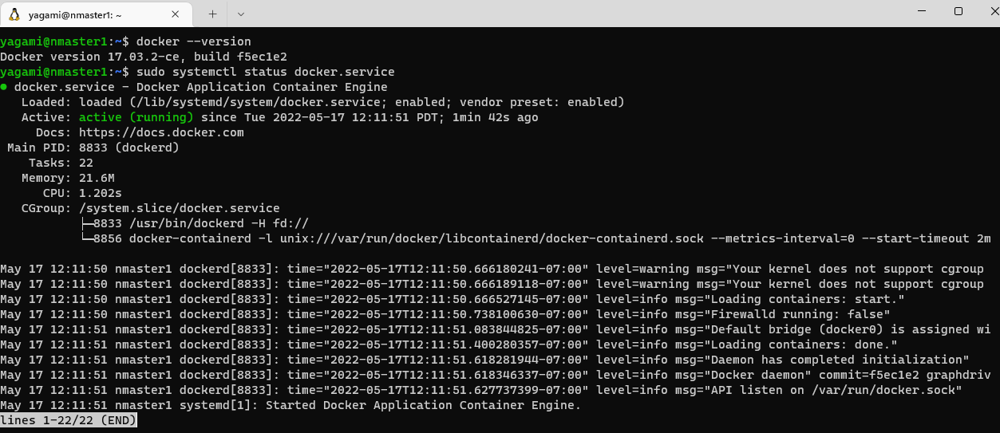 yagami@nmaster1: ~
yagami@nmaster1:~$ docker --version
Docker version 17.03.2-ce, build f5ec1e2
yagami@nmaster1:~$ sudo systemctl status docker.service
● docker.service - Docker Application Container Engine
   Loaded: loaded (/lib/systemd/system/docker.service; enabled; vendor preset: enabled)
   Active: active (running) since Tue 2022-05-17 12:11:51 PDT; 1min 42s ago
     Docs: https://docs.docker.com
 Main PID: 8833 (dockerd)
    Tasks: 22
   Memory: 21.6M
      CPU: 1.202s
   CGroup: /system.slice/docker.service
           ├─8833 /usr/bin/dockerd -H fd://
           └─8856 docker-containerd -l unix:///var/run/docker/libcontainerd/docker-containerd.sock --metrics-interval=0 --start-timeout 2m
May 17 12:11:50 nmaster1 dockerd[8833]: time="2022-05-17T12:11:50.666180241-07:00" level=warning msg="Your kernel does not support cgroup
May 17 12:11:50 nmaster1 dockerd[8833]: time="2022-05-17T12:11:50.666189118-07:00" level=warning msg="Your kernel does not support cgroup
May 17 12:11:50 nmaster1 dockerd[8833]: time="2022-05-17T12:11:50.666527145-07:00" level=info msg="Loading containers: start."
May 17 12:11:50 nmaster1 dockerd[8833]: time="2022-05-17T12:11:50.738100630-07:00" level=info msg="Firewalld running: false"
May 17 12:11:51 nmaster1 dockerd[8833]: time="2022-05-17T12:11:51.083844825-07:00" level=info msg="Default bridge (docker0) is assigned wi
May 17 12:11:51 nmaster1 dockerd[8833]: time="2022-05-17T12:11:51.400280357-07:00" level=info msg="Loading containers: done."
May 17 12:11:51 nmaster1 dockerd[8833]: time="2022-05-17T12:11:51.618281944-07:00" level=info msg="Daemon has completed initialization"
May 17 12:11:51 nmaster1 dockerd[8833]: time="2022-05-17T12:11:51.618346337-07:00" level=info msg="Docker daemon" commit=f5ec1e2 graphdriv
May 17 12:11:51 nmaster1 dockerd[8833]: time="2022-05-17T12:11:51.627737399-07:00" level=info msg="API listen on /var/run/docker.sock"
May 17 12:11:51 nmaster1 systemd[1]: Started Docker Application Container Engine.
lines 1-22/22 (END)